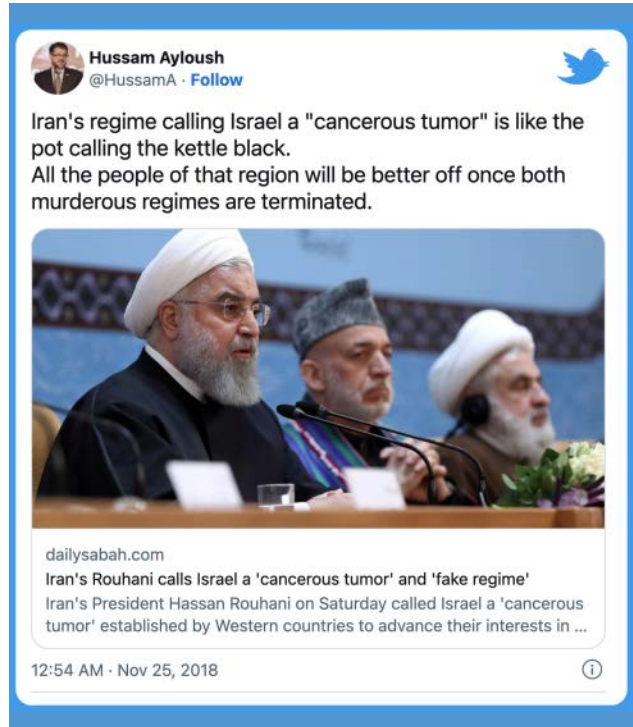 Hussam Ayloush
@HussamA · Follow
Iran's regime calling Israel a "cancerous tumor" is like the
pot calling the kettle black.
All the people of that region will be better off once both
murderous regimes are terminated.
dailysabah.com
Iran's Rouhani calls Israel a 'cancerous tumor' and 'fake regime'
Iran's President Hassan Rouhani on Saturday called Israel a 'cancerous
tumor' established by Western countries to advance their interests in ...
12:54 AM · Nov 25, 2018